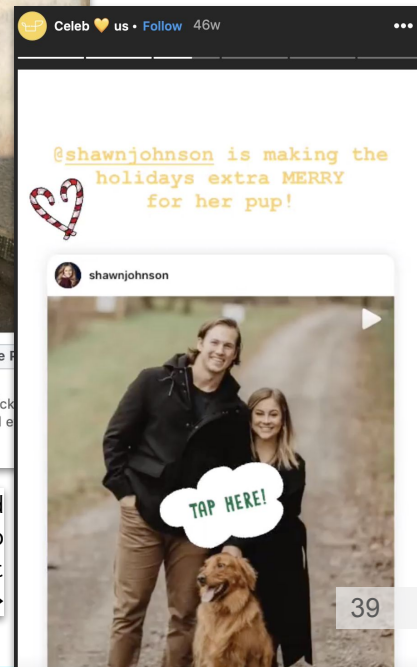 Celeb 💛 us • Follow 46w
@shawnjohnson is making the
holidays extra MERRY
for her pup!
shawnjohnson
TAP HERE!
39